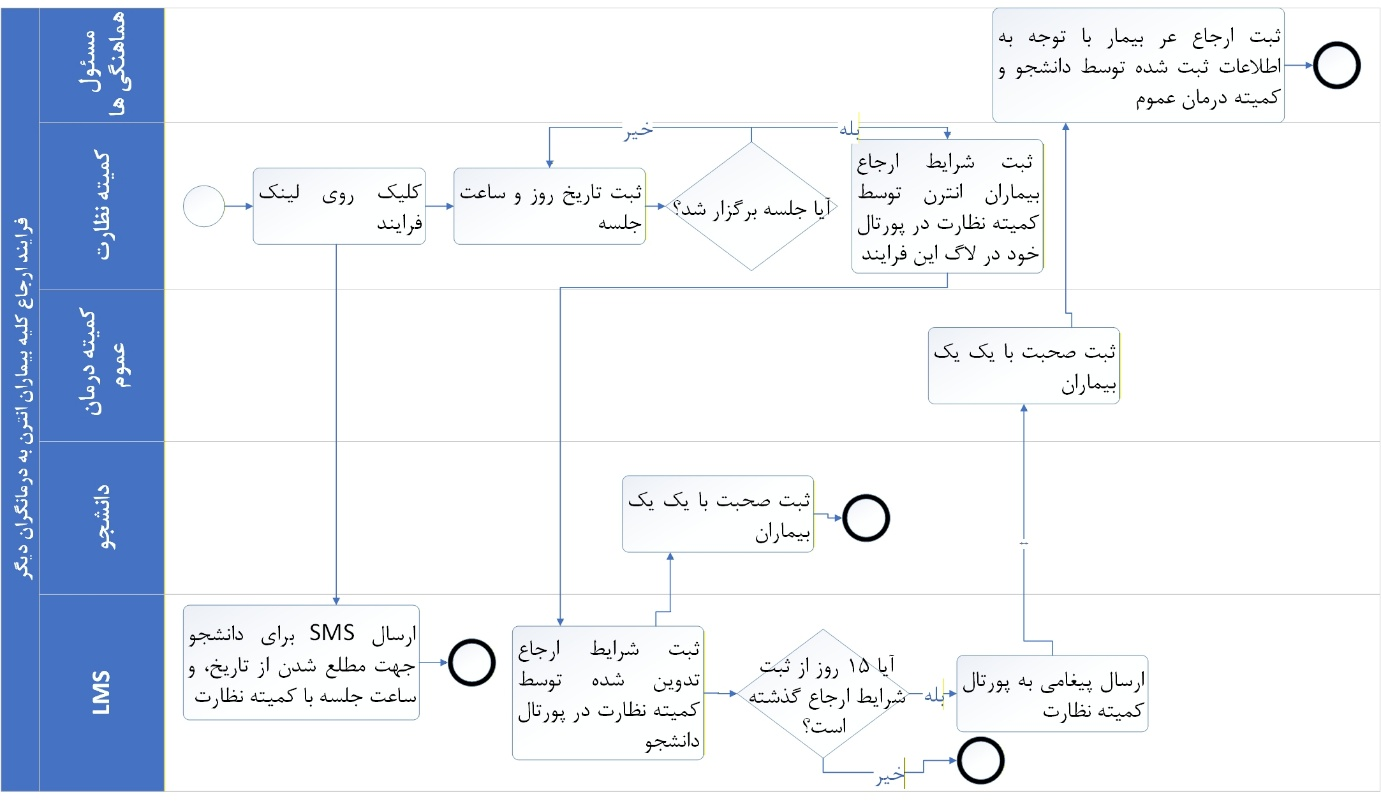 فرایند ارجاع کلیه بیماران انترن به درمانگران دیگر
مسئول
هماهنگی ها
ثبت ارجاع عر بیمار با توجه به
اطلاعات ثبت شده توسط دانشجو و
کمیته درمان عموم
کمیته نظارت
کلیک روی لینک
فرایند
ثبت تاریخ روز و ساعت
جلسه
خیر
آیا جلسه برگزار شد؟
بله
ثبت شرایط ارجاع
بیماران انترن توسط
کمیته نظارت در پورتال
خود در لاگ این فرایند
کمیته درمان
عموم
ثبت صحبت با یک یک
بیماران
دانشجو
ثبت صحبت با یک یک
بیماران
LMS
ارسال SMS برای دانشجو
جهت مطلع شدن از تاریخ، و
ساعت جلسه با کمیته نظارت
ثبت شرایط ارجاع
تدوین شده توسط
کمیته نظارت در پورتال
دانشجو
آیا ۱۵ روز از ثبت
شرایط ارجاع گذشته
است؟
بله
خیر
ارسال پیغامی به پورتال
کمیته نظارت